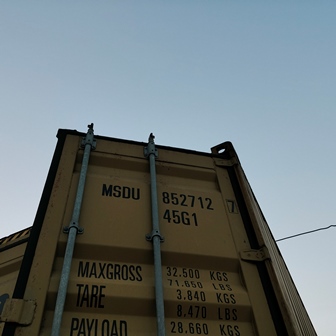 MSDU 852712 7
45G1
MAXGROSS 32.500 KGS
71.650 LBS
TARE 3.840 KGS
8.470 LBS
PAYLOAD 28.660 KGS